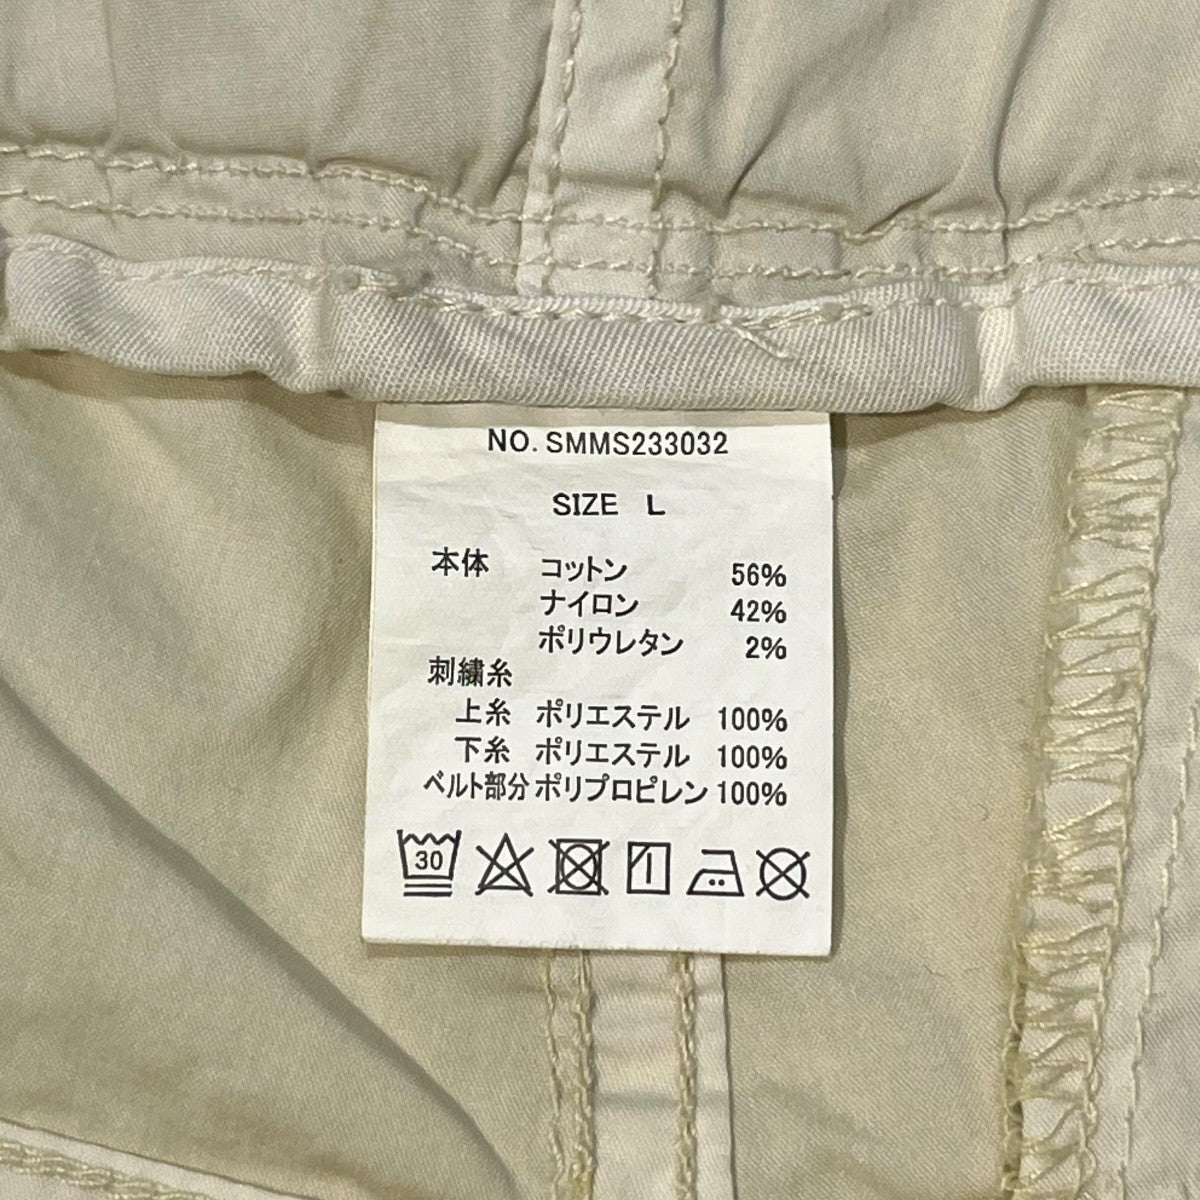 NO. SMMS233032
SIZE L
本体 コットン 56%
ナイロン 42%
ポリウレタン 2%
刺繍糸
上糸 ポリエステル 100%
下糸 ポリエステル 100%
ベルト部分 ポリプロピレン 100%
30